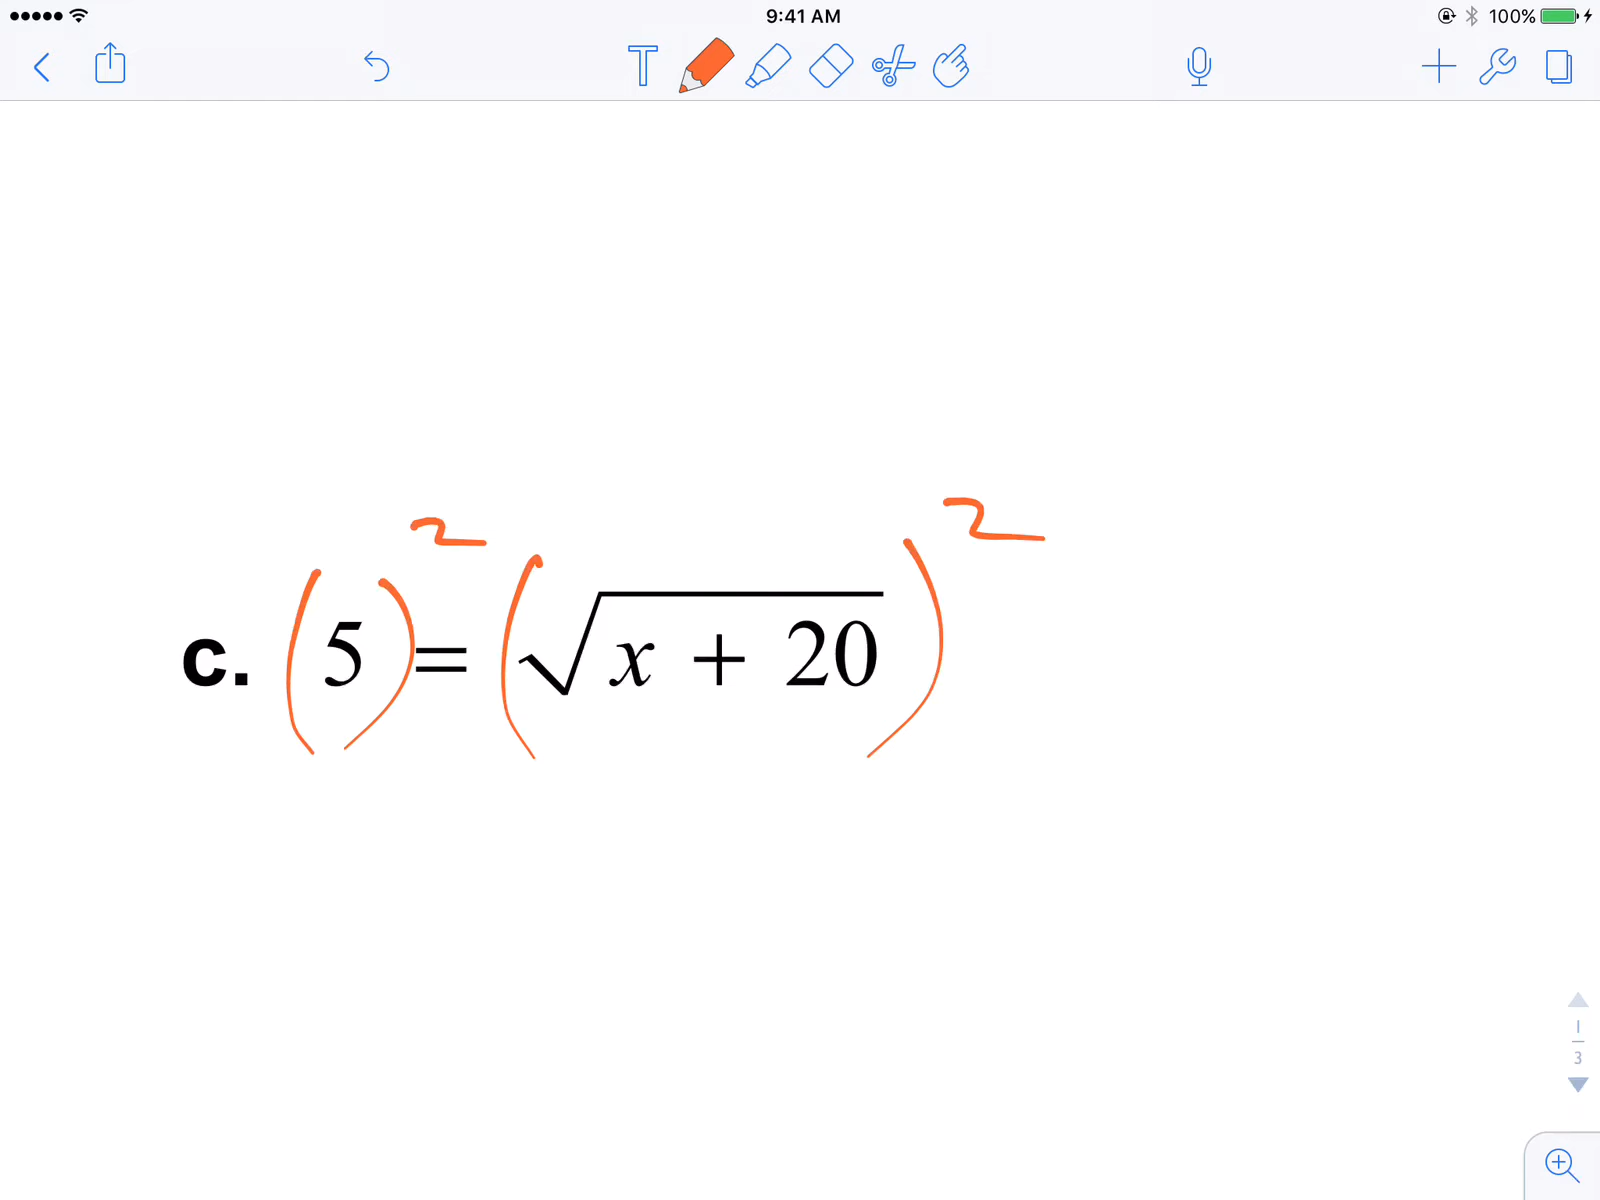 9:41 AM
100%
T
c. (5)² = (√x + 20)²
1
3